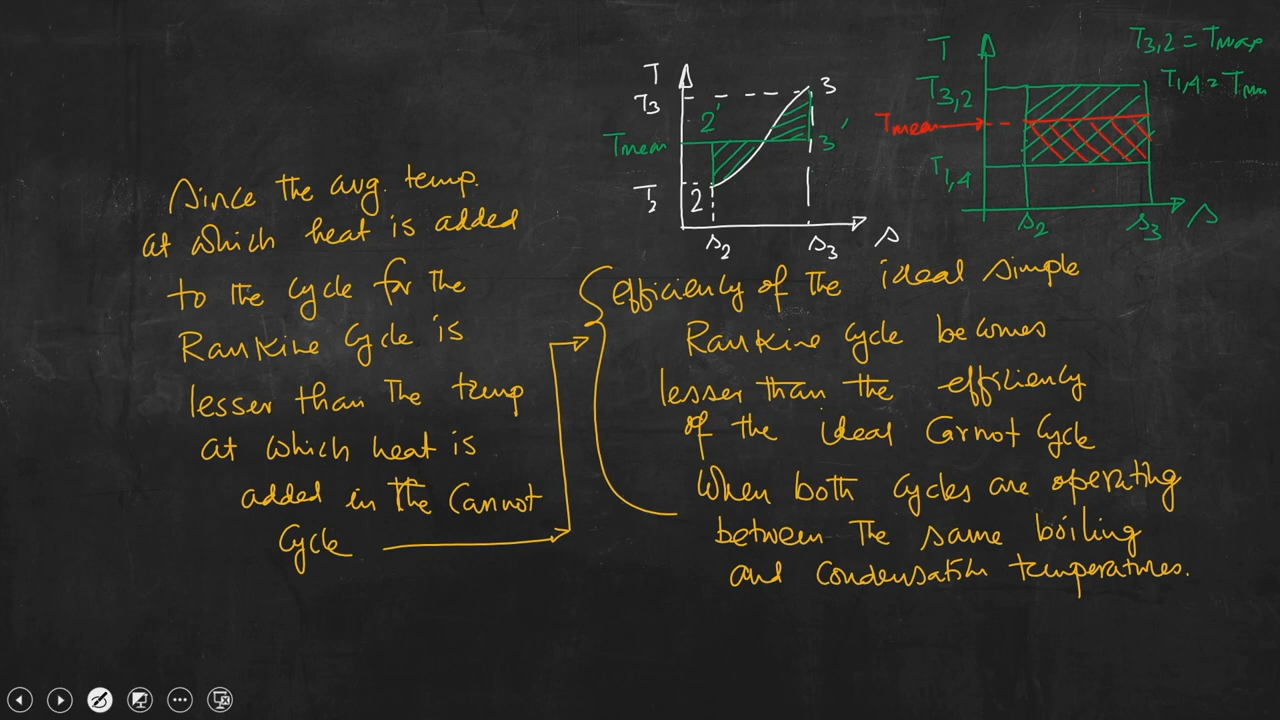 Since the avg. temp.
at which heat is added
to the cycle for the
Rankine Cycle is
lesser than The temp
at which heat is
added in The Carnot
Cycle
T
T3
2'
Tmean
T2
2
3
3'
s2
s3
s
T
T3,2
Tmean
T1,4
s2
s3
s
T3,2 = Tmax
T1,4 = Tmin
efficiency of the ideal simple
Rankine cycle becomes
lesser than the efficiency
of the ideal Carnot Cycle
When both cycles are operating
between The same boiling
and condensation temperatures.